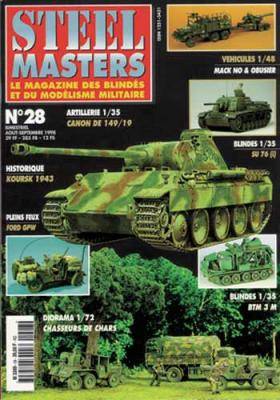 STEEL
MASTERS
LE MAGAZINE DES BLINDÉS
ET DU MODÉLISME MILITAIRE
N°28
BIMESTRIEL
AOUT-SEPTEMBRE 1998
VEHICULES 1/48
MACK NO & OBUSIER
ARTILLERIE 1/35
CANON DE 149/19
BLINDES 1/35
SU 76 (i)
HISTORIQUE
KOURSK 1943
PLEINS FEUX
FORD GPW
BLINDES 1/35
BTM 3 M
DIORAMA 1/72
CHASSEURS DE CHARS